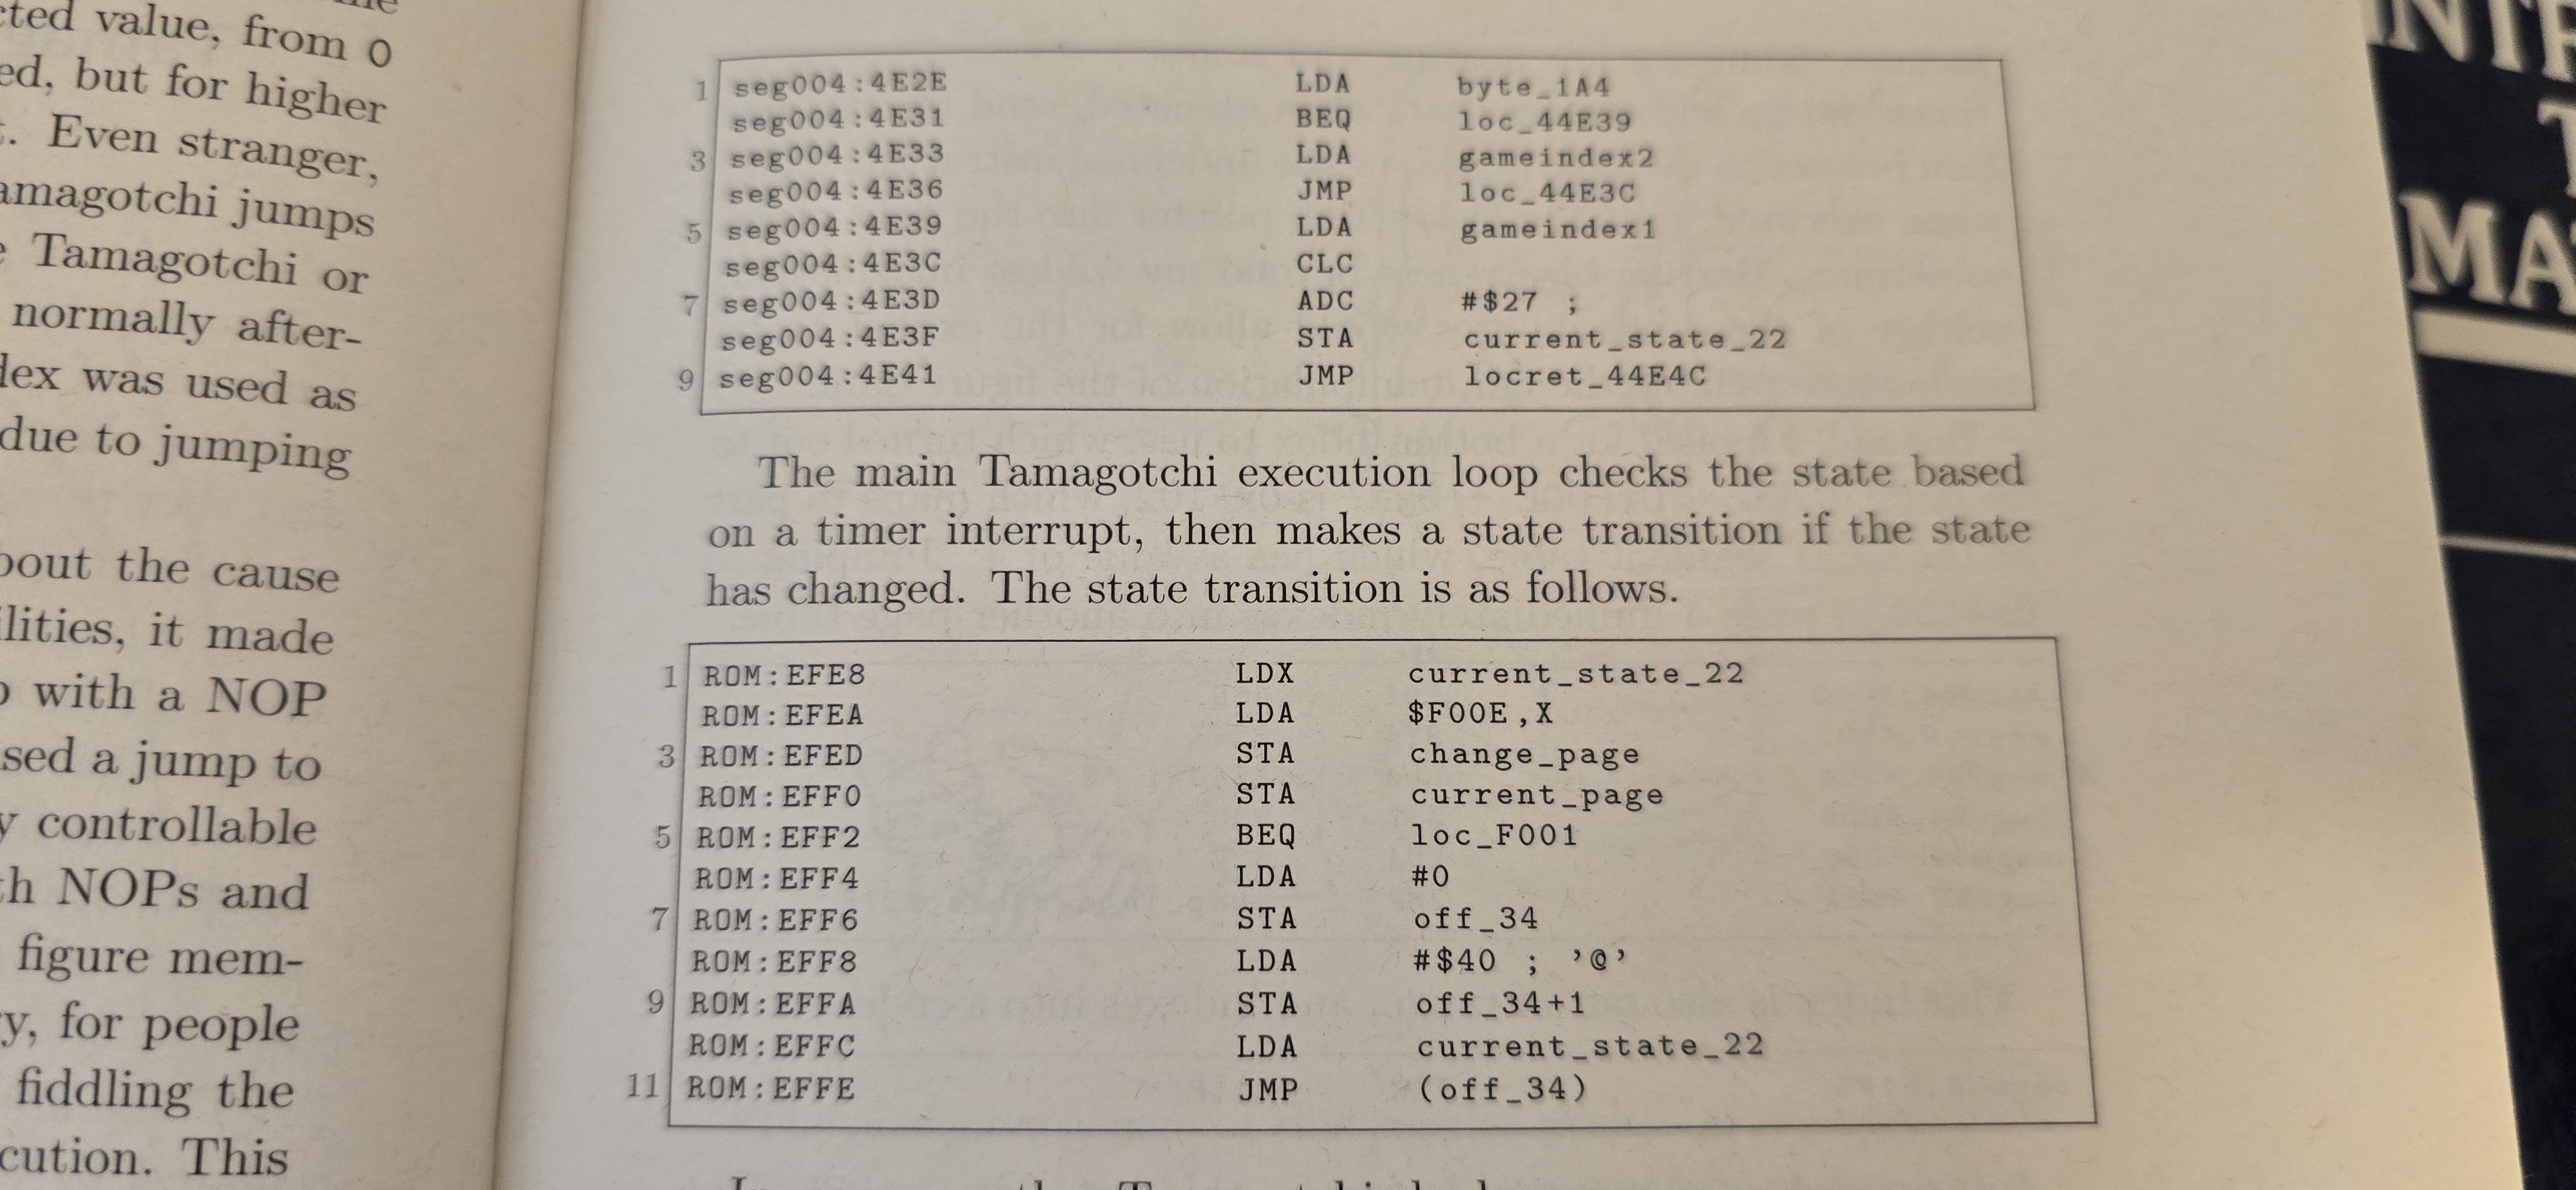 cted value, from 0
ed, but for higher
t. Even stranger,
amagotchi jumps
e Tamagotchi or
normally after-
dex was used as
due to jumping
bout the cause
ilities, it made
p with a NOP
sed a jump to
y controllable
th NOPs and
figure mem-
y, for people
fiddling the
cution. This
1 seg004:4E2E LDA byte_1A4
seg004:4E31 BEQ loc_44E39
3 seg004:4E33 LDA gameindex2
seg004:4E36 JMP loc_44E3C
5 seg004:4E39 LDA gameindex1
seg004:4E3C CLC
7 seg004:4E3D ADC #$27 ;
seg004:4E3F STA current_state_22
9 seg004:4E41 JMP locret_44E4C
The main Tamagotchi execution loop checks the state based
on a timer interrupt, then makes a state transition if the state
has changed. The state transition is as follows.
1 ROM:EFE8 LDX current_state_22
ROM:EFEA LDA $F00E,X
3 ROM:EFED STA change_page
ROM:EFF0 STA current_page
5 ROM:EFF2 BEQ loc_F001
ROM:EFF4 LDA #0
7 ROM:EFF6 STA off_34
ROM:EFF8 LDA #$40 ; ’@’
9 ROM:EFFA STA off_34+1
ROM:EFFC LDA current_state_22
11 ROM:EFFE JMP (off_34)
MA